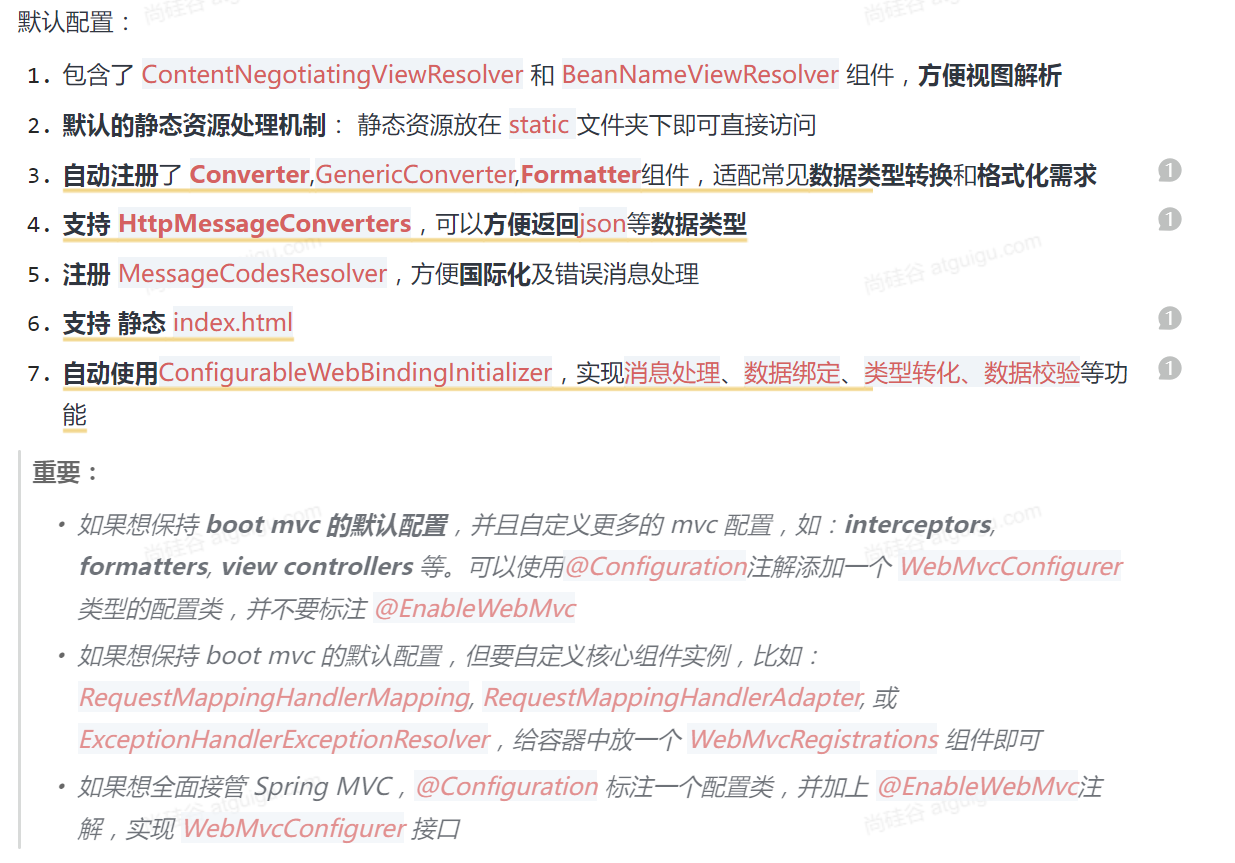 默认配置：
1. 包含了 ContentNegotiatingViewResolver 和 BeanNameViewResolver 组件，方便视图解析
2. 默认的静态资源处理机制： 静态资源放在 static 文件夹下即可直接访问
3. 自动注册了 Converter,GenericConverter,Formatter组件，适配常见数据类型转换和格式化需求
1
4. 支持 HttpMessageConverters，可以方便返回json等数据类型
1
5. 注册 MessageCodesResolver，方便国际化及错误消息处理
6. 支持 静态 index.html
1
7. 自动使用ConfigurableWebBindingInitializer，实现消息处理、数据绑定、类型转化、数据校验等功
1
能
重要：
• 如果想保持 boot mvc 的默认配置，并且自定义更多的 mvc 配置，如：interceptors,
formatters, view controllers 等。可以使用@Configuration注解添加一个 WebMvcConfigurer
类型的配置类，并不要标注 @EnableWebMvc
• 如果想保持 boot mvc 的默认配置，但要自定义核心组件实例，比如：
RequestMappingHandlerMapping, RequestMappingHandlerAdapter, 或
ExceptionHandlerExceptionResolver，给容器中放一个 WebMvcRegistrations 组件即可
• 如果想全面接管 Spring MVC，@Configuration 标注一个配置类，并加上 @EnableWebMvc注
解，实现 WebMvcConfigurer 接口
尚硅谷 atguigu.com